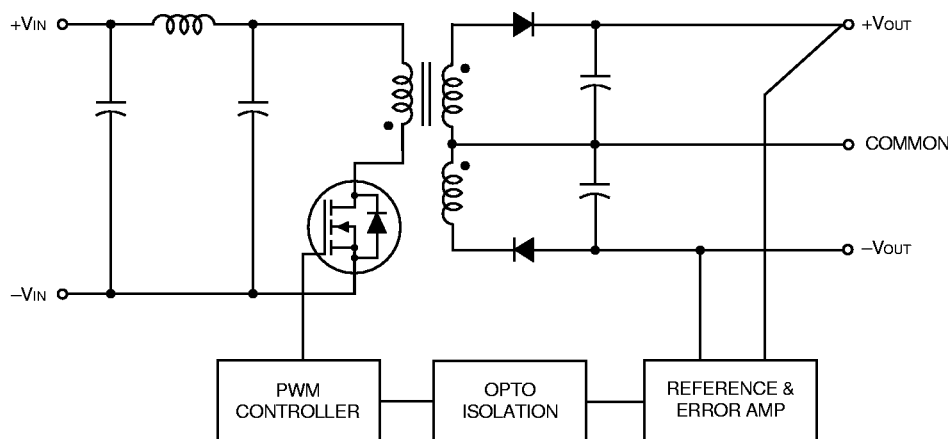 +VIN
+VOUT
COMMON
–VOUT
–VIN
PWM
CONTROLLER
OPTO
ISOLATION
REFERENCE &
ERROR AMP